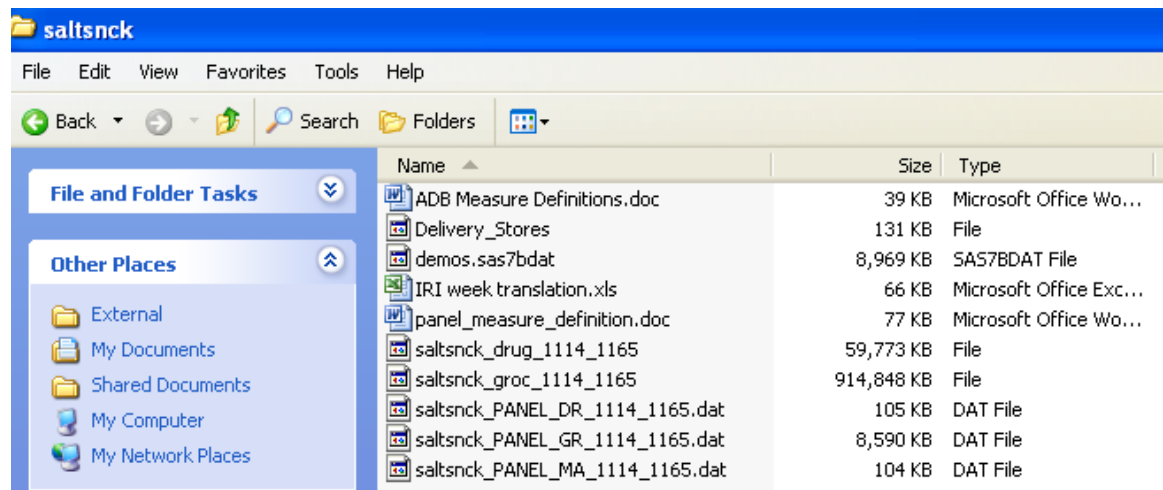 saltsnck
File Edit View Favorites Tools Help
Back Search Folders
Name Size Type
File and Folder Tasks
ADB Measure Definitions.doc 39 KB Microsoft Office Wo...
Delivery_Stores 131 KB File
Other Places
demos.sas7bdat 8,969 KB SAS7BDAT File
IRI week translation.xls 66 KB Microsoft Office Exc...
External
panel_measure_definition.doc 77 KB Microsoft Office Wo...
My Documents
saltsnck_drug_1114_1165 59,773 KB File
Shared Documents
saltsnck_groc_1114_1165 914,848 KB File
My Computer
saltsnck_PANEL_DR_1114_1165.dat 105 KB DAT File
My Network Places
saltsnck_PANEL_GR_1114_1165.dat 8,590 KB DAT File
saltsnck_PANEL_MA_1114_1165.dat 104 KB DAT File